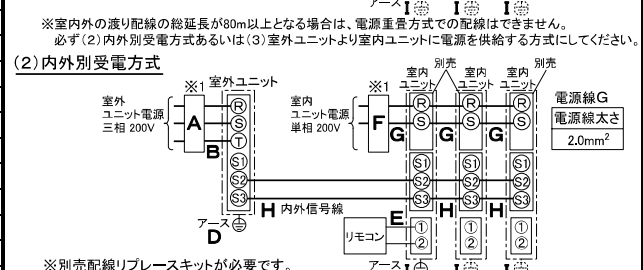 アース I I I
※室内外の渡り配線の総延長が80m以上となる場合は、電源重畳方式での配線はできません。
必ず(2)内外別受電方式あるいは(3)室外ユニットより室内ユニットに電源を供給する方式にしてください。
(2)内外別受電方式
※1 室外ユニット
室外
ユニット電源
三相 200V
A
B
R
S
T
S1
S2
S3
アース
D
H 内外信号線
※1
室内
ユニット電源
単相 200V
F
別売 別売
室内
ユニット
室内
ユニット
室内
ユニット
R R R
S S S
G G G
S1 S1 S1
S2 S2 S2
S3 S3 S3
H H
E
リモコン
① ① ①
② ② ②
電源線G
電源線太さ
2.0mm²
※別売配線リプレースキットが必要です。
アース I I I